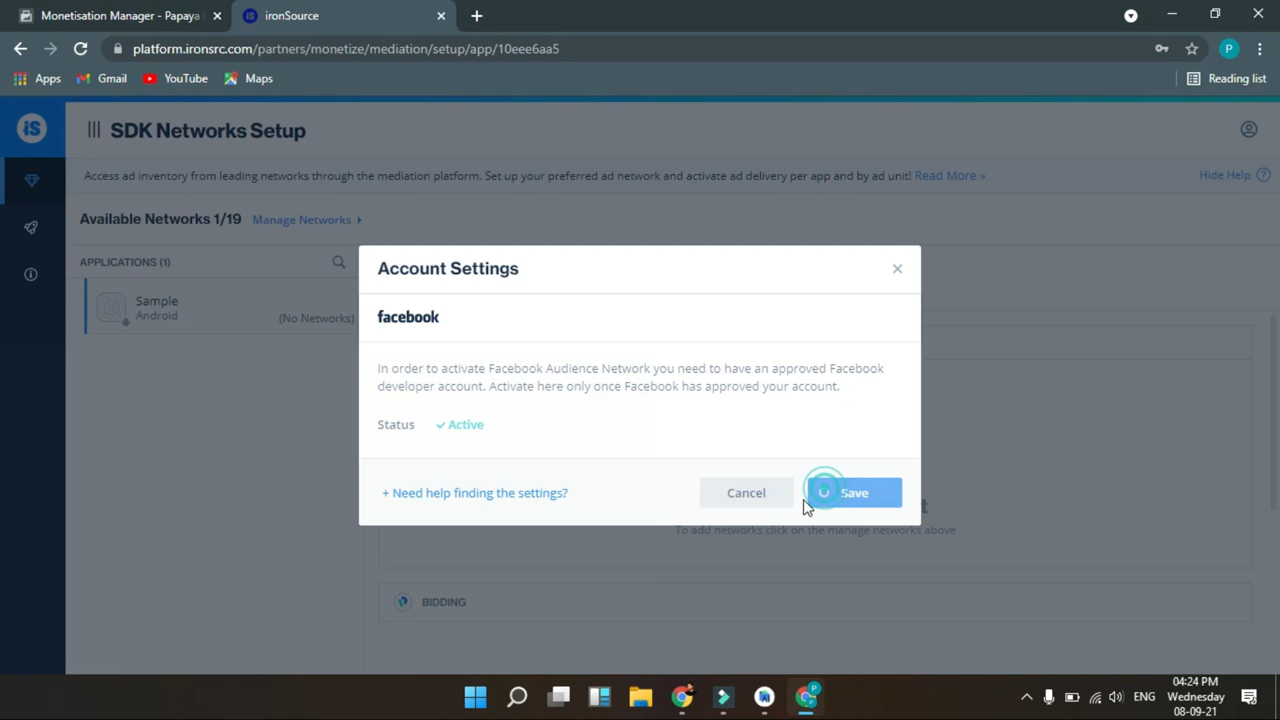 Monetisation Manager - Papaya
ironSource
platform.ironsrc.com/partners/monetize/mediation/setup/app/10eee6aa5
P
Apps
Gmail
YouTube
Maps
Reading list
iS
SDK Networks Setup
Access ad inventory from leading networks through the mediation platform. Set up your preferred ad network and activate ad delivery per app and by ad unit! Read More »
Hide Help
Available Networks 1/19
Manage Networks
APPLICATIONS (1)
Sample
Android
(No Networks)
Account Settings
facebook
In order to activate Facebook Audience Network you need to have an approved Facebook
developer account. Activate here only once Facebook has approved your account.
Status
Active
+ Need help finding the settings?
Cancel
Save
To add networks click on the manage networks above
BIDDING
P
ENG
04:24 PM
Wednesday
08-09-21